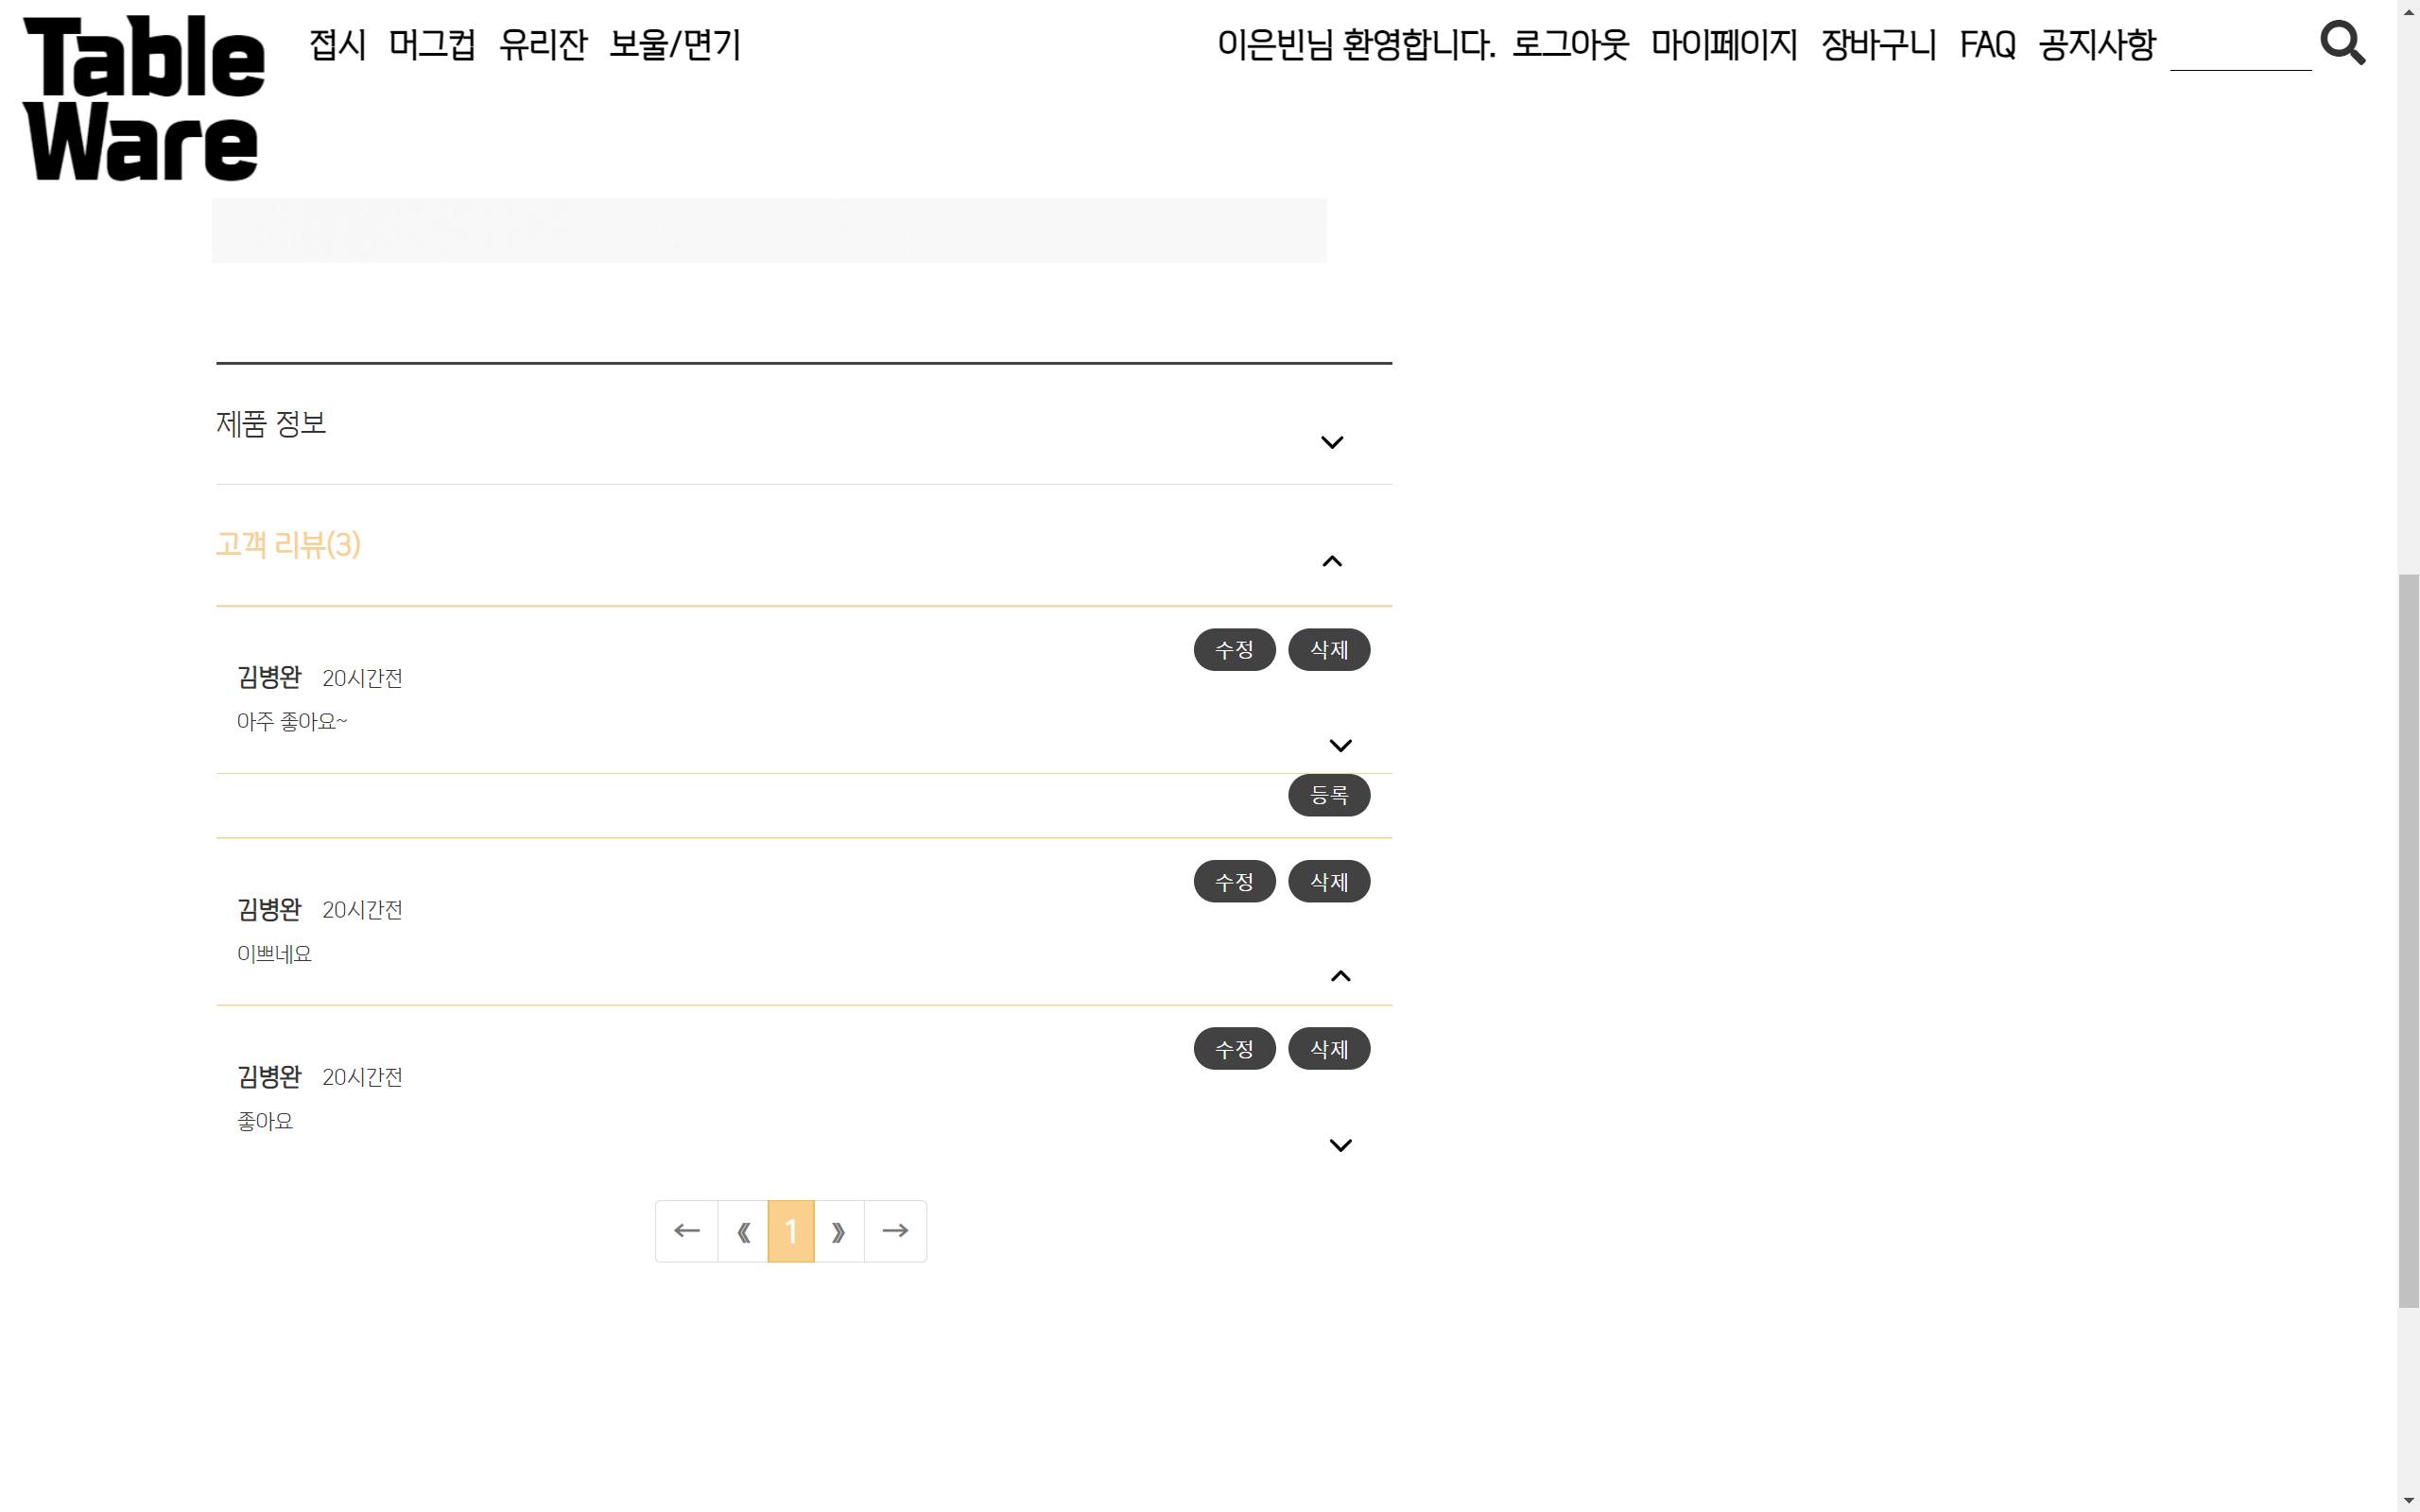 Table
Ware
접시 머그컵 유리잔 보울/면기
이은빈님 환영합니다. 로그아웃 마이페이지 장바구니 FAQ 공지사항
제품 정보
고객 리뷰(3)
수정 삭제
김병완 20시간전
아주 좋아요~
등록
수정 삭제
김병완 20시간전
이쁘네요
수정 삭제
김병완 20시간전
좋아요
← 《 1 》 →